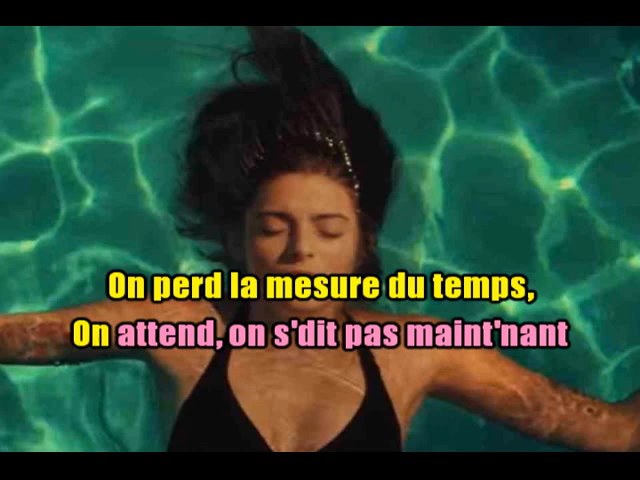 On perd la mesure du temps,
On attend, on s'dit pas maint'nant